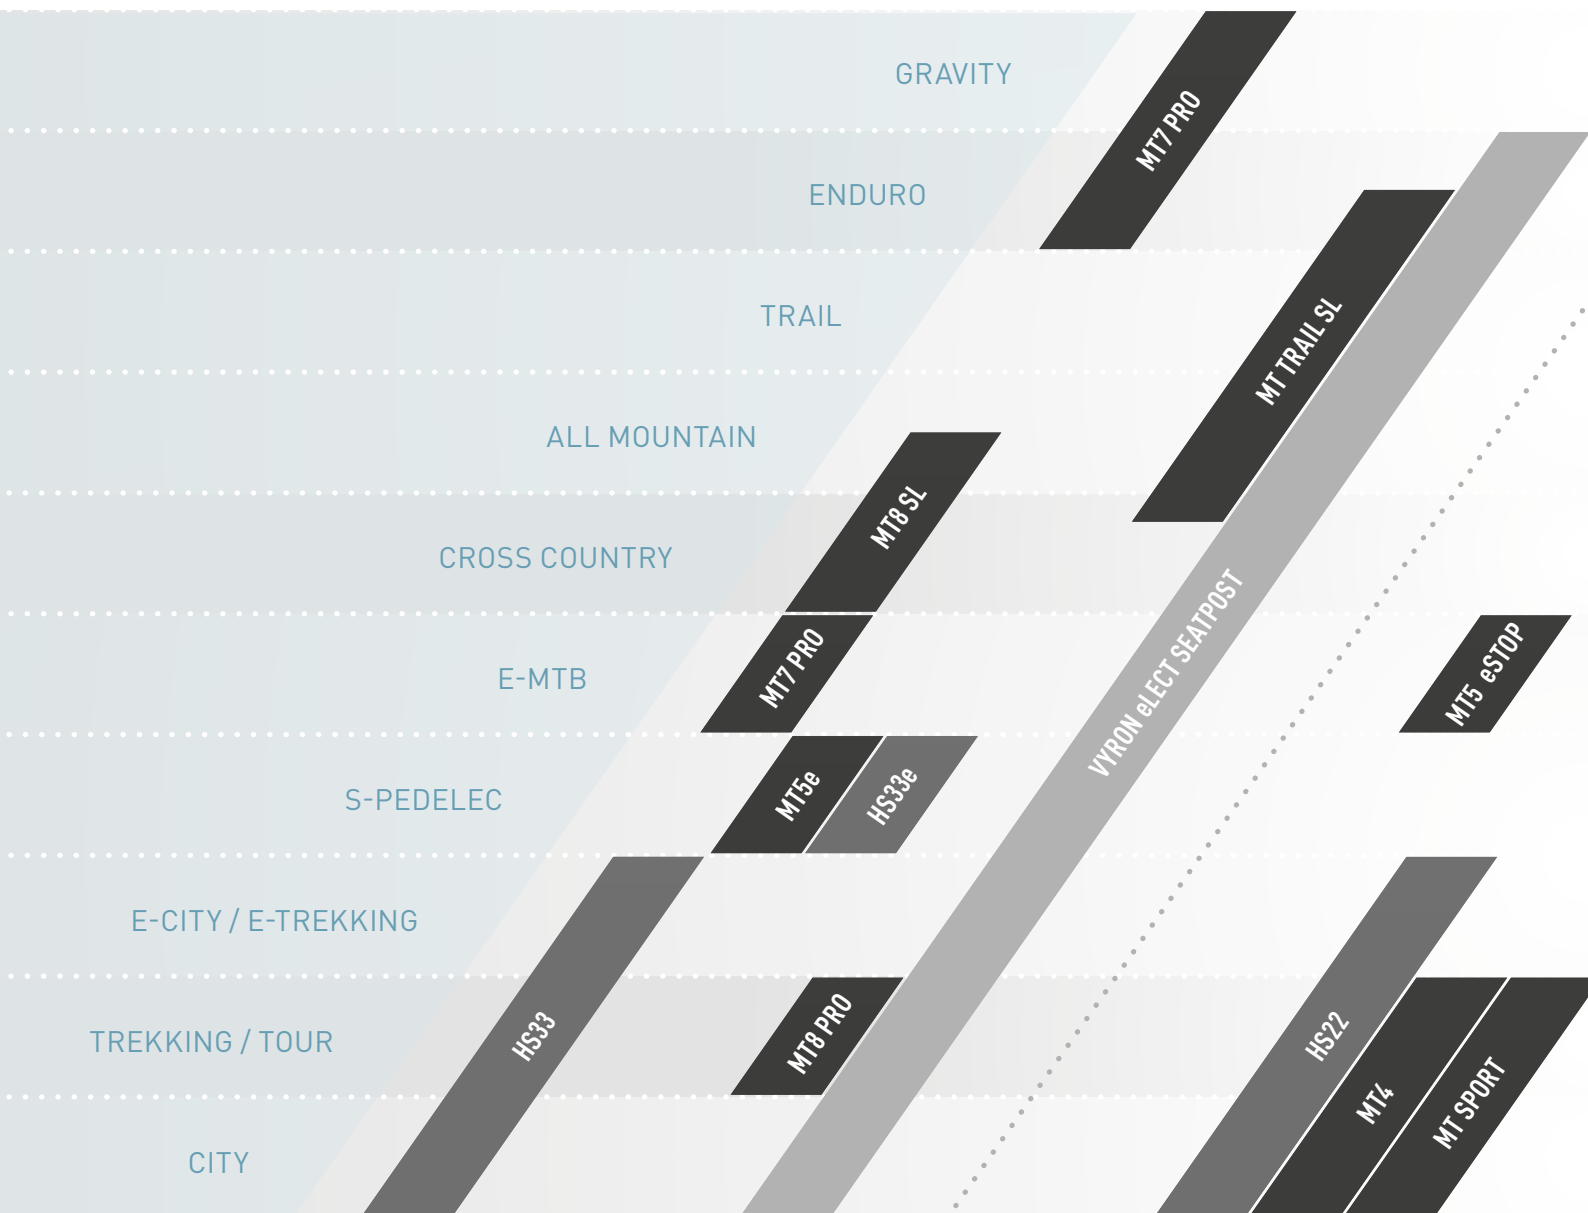 GRAVITY
MT7 PRO
ENDURO
TRAIL
MT TRAIL SL
ALL MOUNTAIN
MT8 SL
CROSS COUNTRY
VYRON eLECT SEATPOST
E-MTB
MT7 PRO
MT5 eSTOP
S-PEDELEC
MT5e
HS33e
E-CITY / E-TREKKING
TREKKING / TOUR
HS33
MT8 PRO
HS22
MT4
MT SPORT
CITY